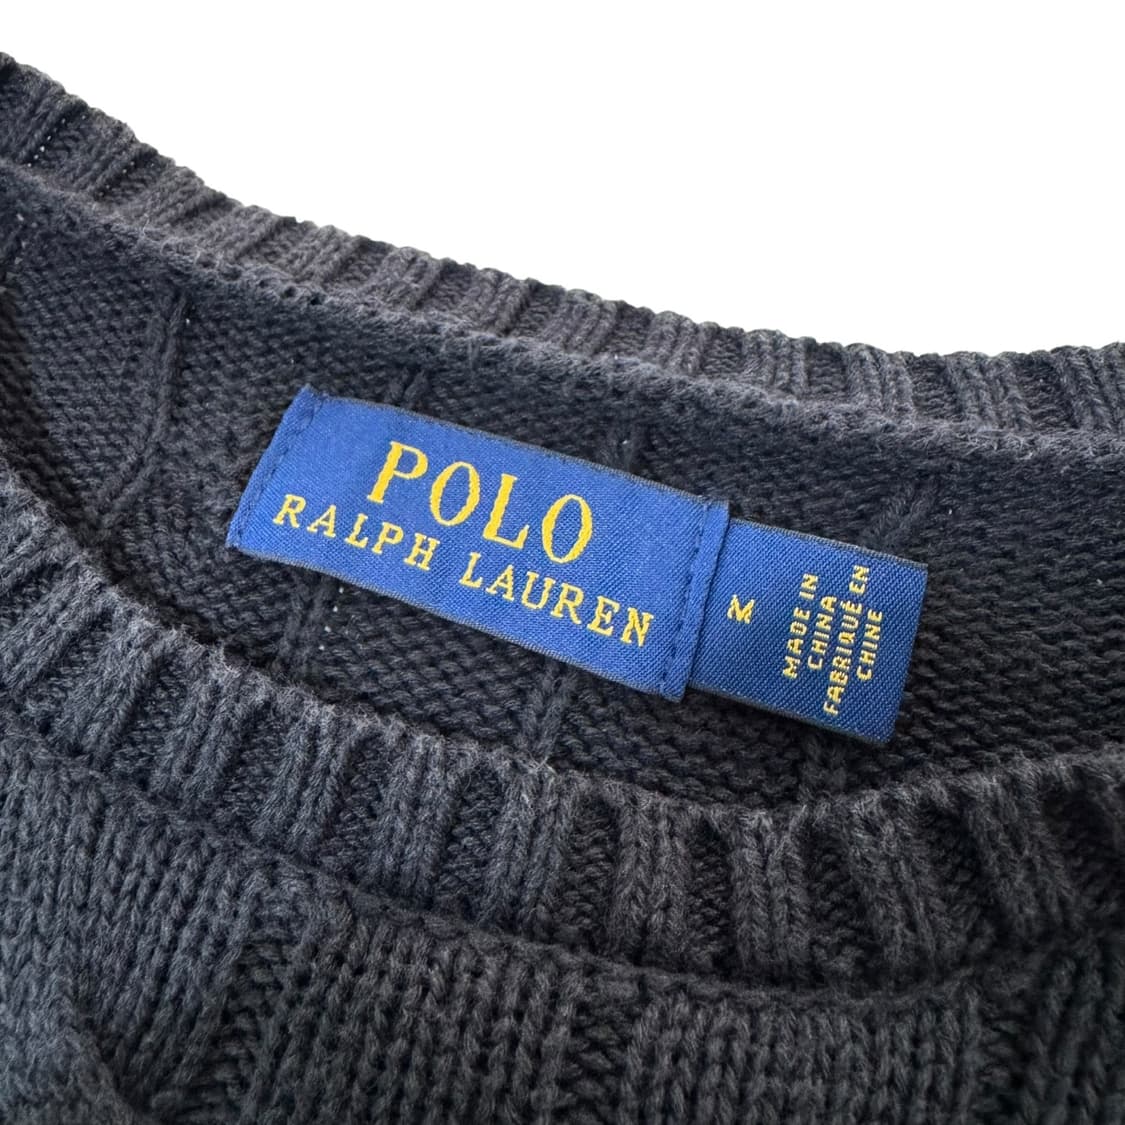 POLO
RALPH LAUREN
M
MADE IN
CHINA
FABRIQUÉ EN
CHINE